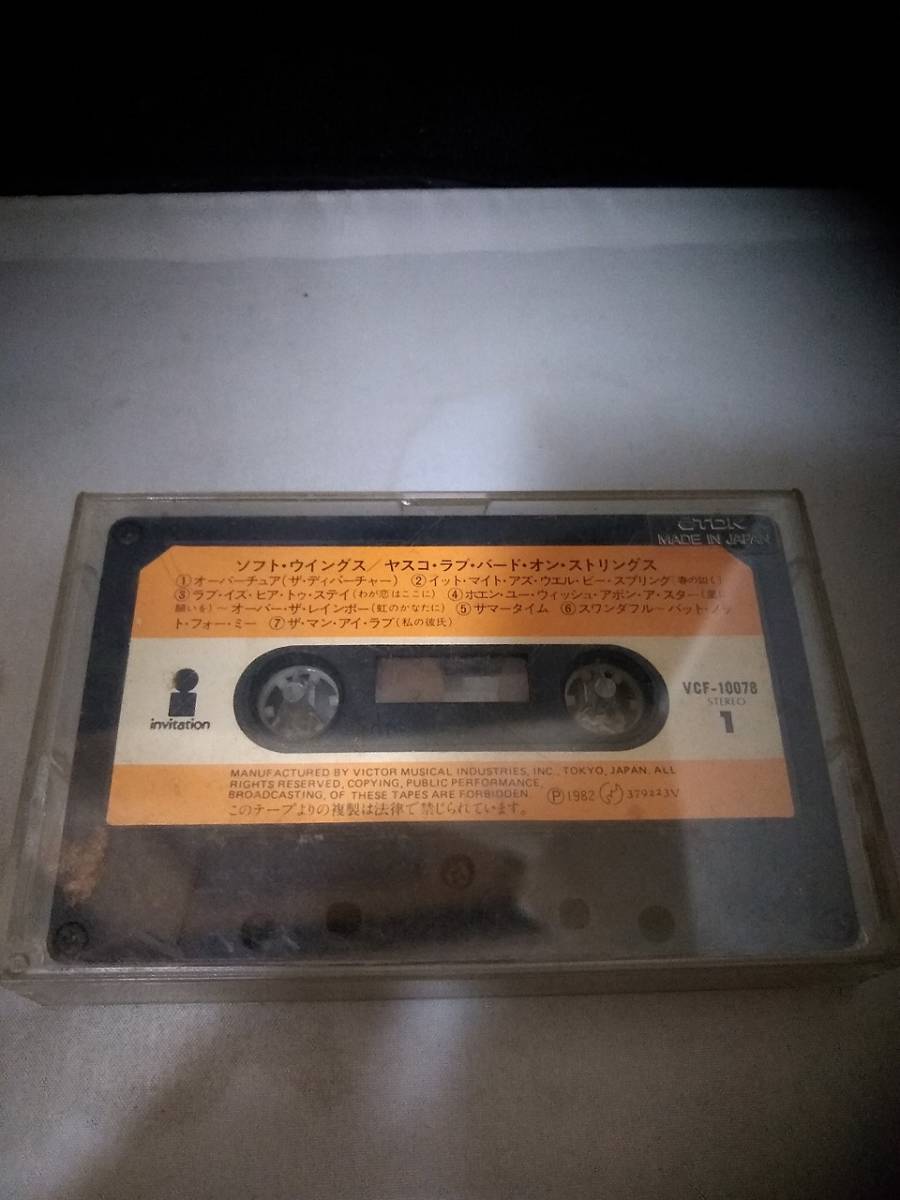 TDK
MADE IN JAPAN
ソフト・ウイングス/ヤスコ・ラブ・バード・オン・ストリングス
①オーバーチュア(ザ・ディパーチャー) ②イット・マイト・アズ・ウエル・ビー・スプリング(春の如く)
③ラブ・イズ・ヒア・トゥ・ステイ(わが恋はここに) ④ホエン・ユー・ウィッシュ・アポン・ア・スター(星に
願いを)～オーバー・ザ・レインボー(虹のかなたに) ⑤サマータイム ⑥スワンダフル～バット・ノッ
ト・フォー・ミー ⑦ザ・マン・アイ・ラブ(私の彼氏)
invitation
VCF-10078
STEREO
1
MANUFACTURED BY VICTOR MUSICAL INDUSTRIES, INC., TOKYO, JAPAN. ALL
RIGHTS RESERVED, COPYING, PUBLIC PERFORMANCE,
BROADCASTING, OF THESE TAPES ARE FORBIDDEN.
Ⓟ1982 379223V
このテープよりの複製は法律で禁じられています。